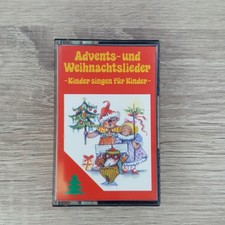 Advents- und
Weihnachtslieder
- Kinder singen für Kinder -